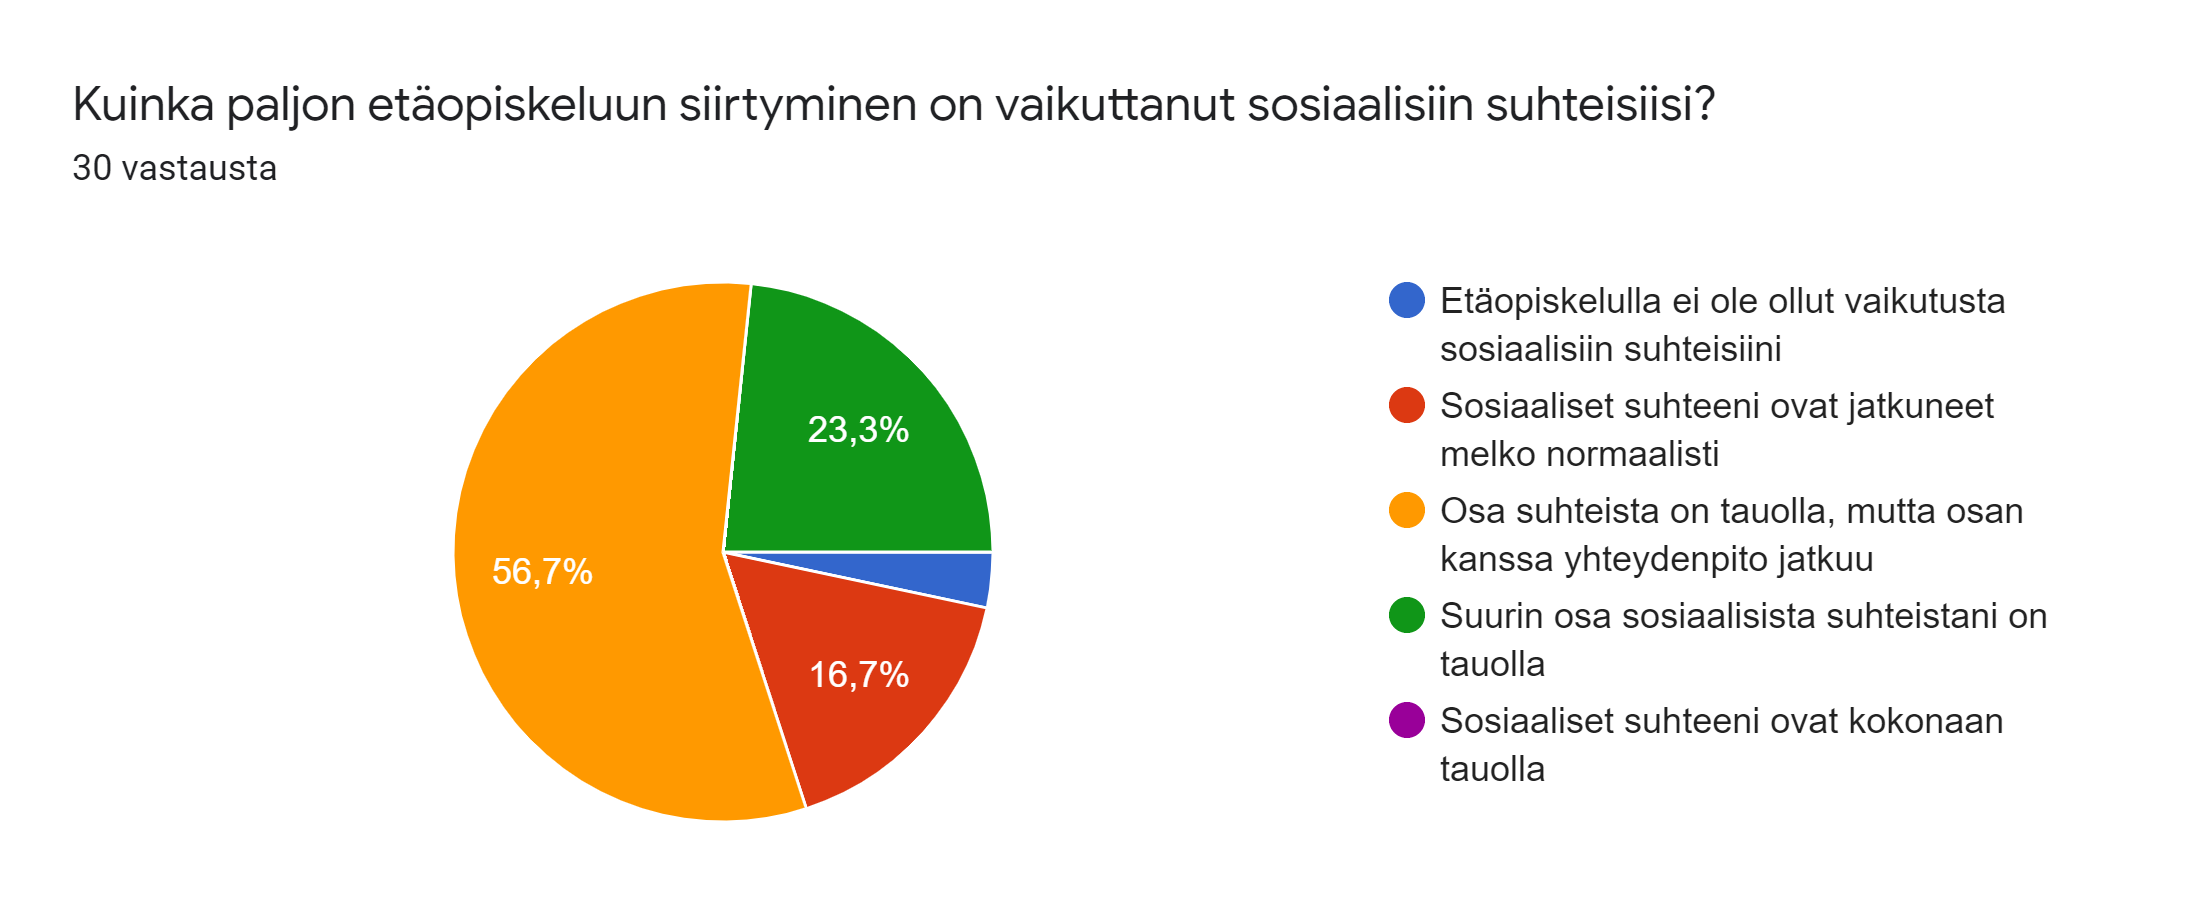 Kuinka paljon etäopiskeluun siirtyminen on vaikuttanut sosiaalisiin suhteisiisi?
30 vastausta
23,3%
56,7%
16,7%
Etäopiskelulla ei ole ollut vaikutusta
sosiaalisiin suhteisiini
Sosiaaliset suhteeni ovat jatkuneet
melko normaalisti
Osa suhteista on tauolla, mutta osan
kanssa yhteydenpito jatkuu
Suurin osa sosiaalisista suhteistani on
tauolla
Sosiaaliset suhteeni ovat kokonaan
tauolla